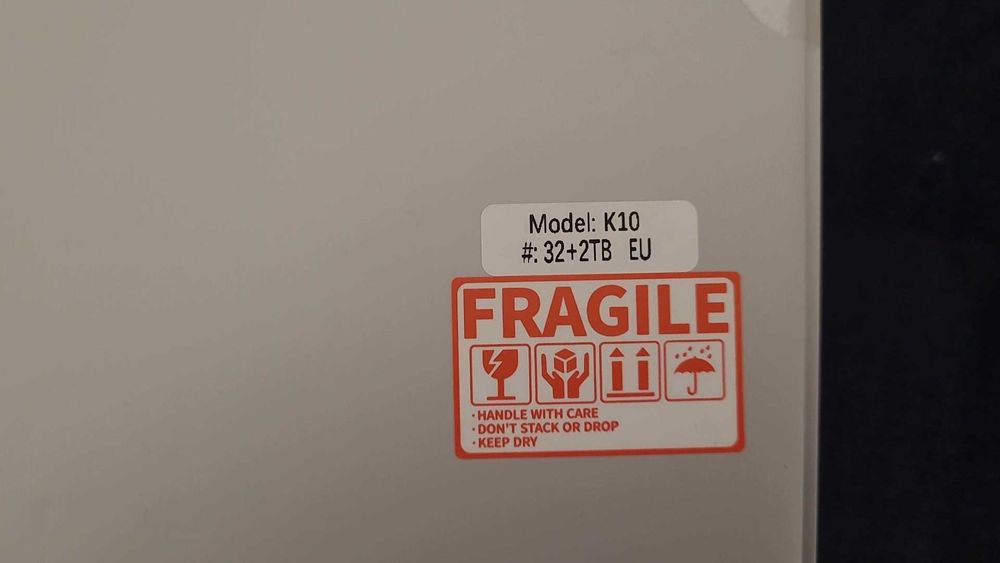 Model: K10
#: 32+2TB EU
FRAGILE
· HANDLE WITH CARE
· DON'T STACK OR DROP
· KEEP DRY